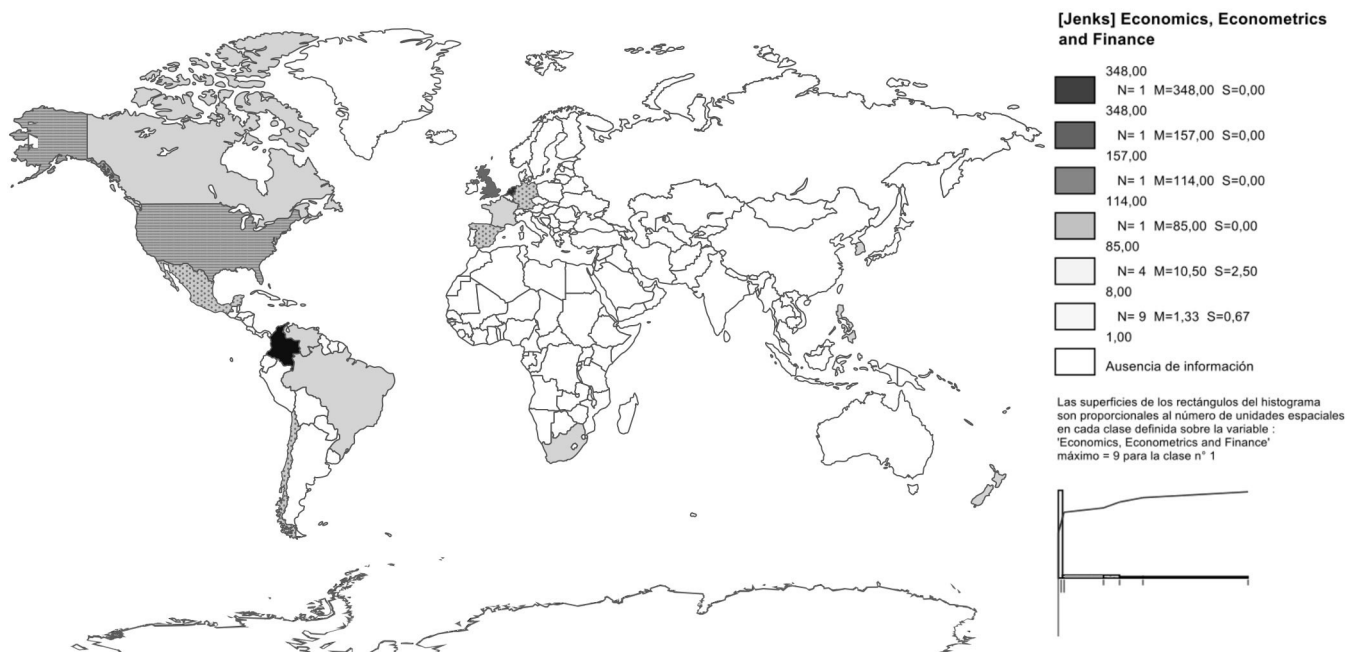 [Jenks] Economics, Econometrics
and Finance
348,00
N= 1 M=348,00 S=0,00
348,00
N= 1 M=157,00 S=0,00
157,00
N= 1 M=114,00 S=0,00
114,00
N= 1 M=85,00 S=0,00
85,00
N= 4 M=10,50 S=2,50
8,00
N= 9 M=1,33 S=0,67
1,00
Ausencia de información
Las superficies de los rectángulos del histograma
son proporcionales al número de unidades espaciales
en cada clase definida sobre la variable :
'Economics, Econometrics and Finance'
máximo = 9 para la clase n° 1